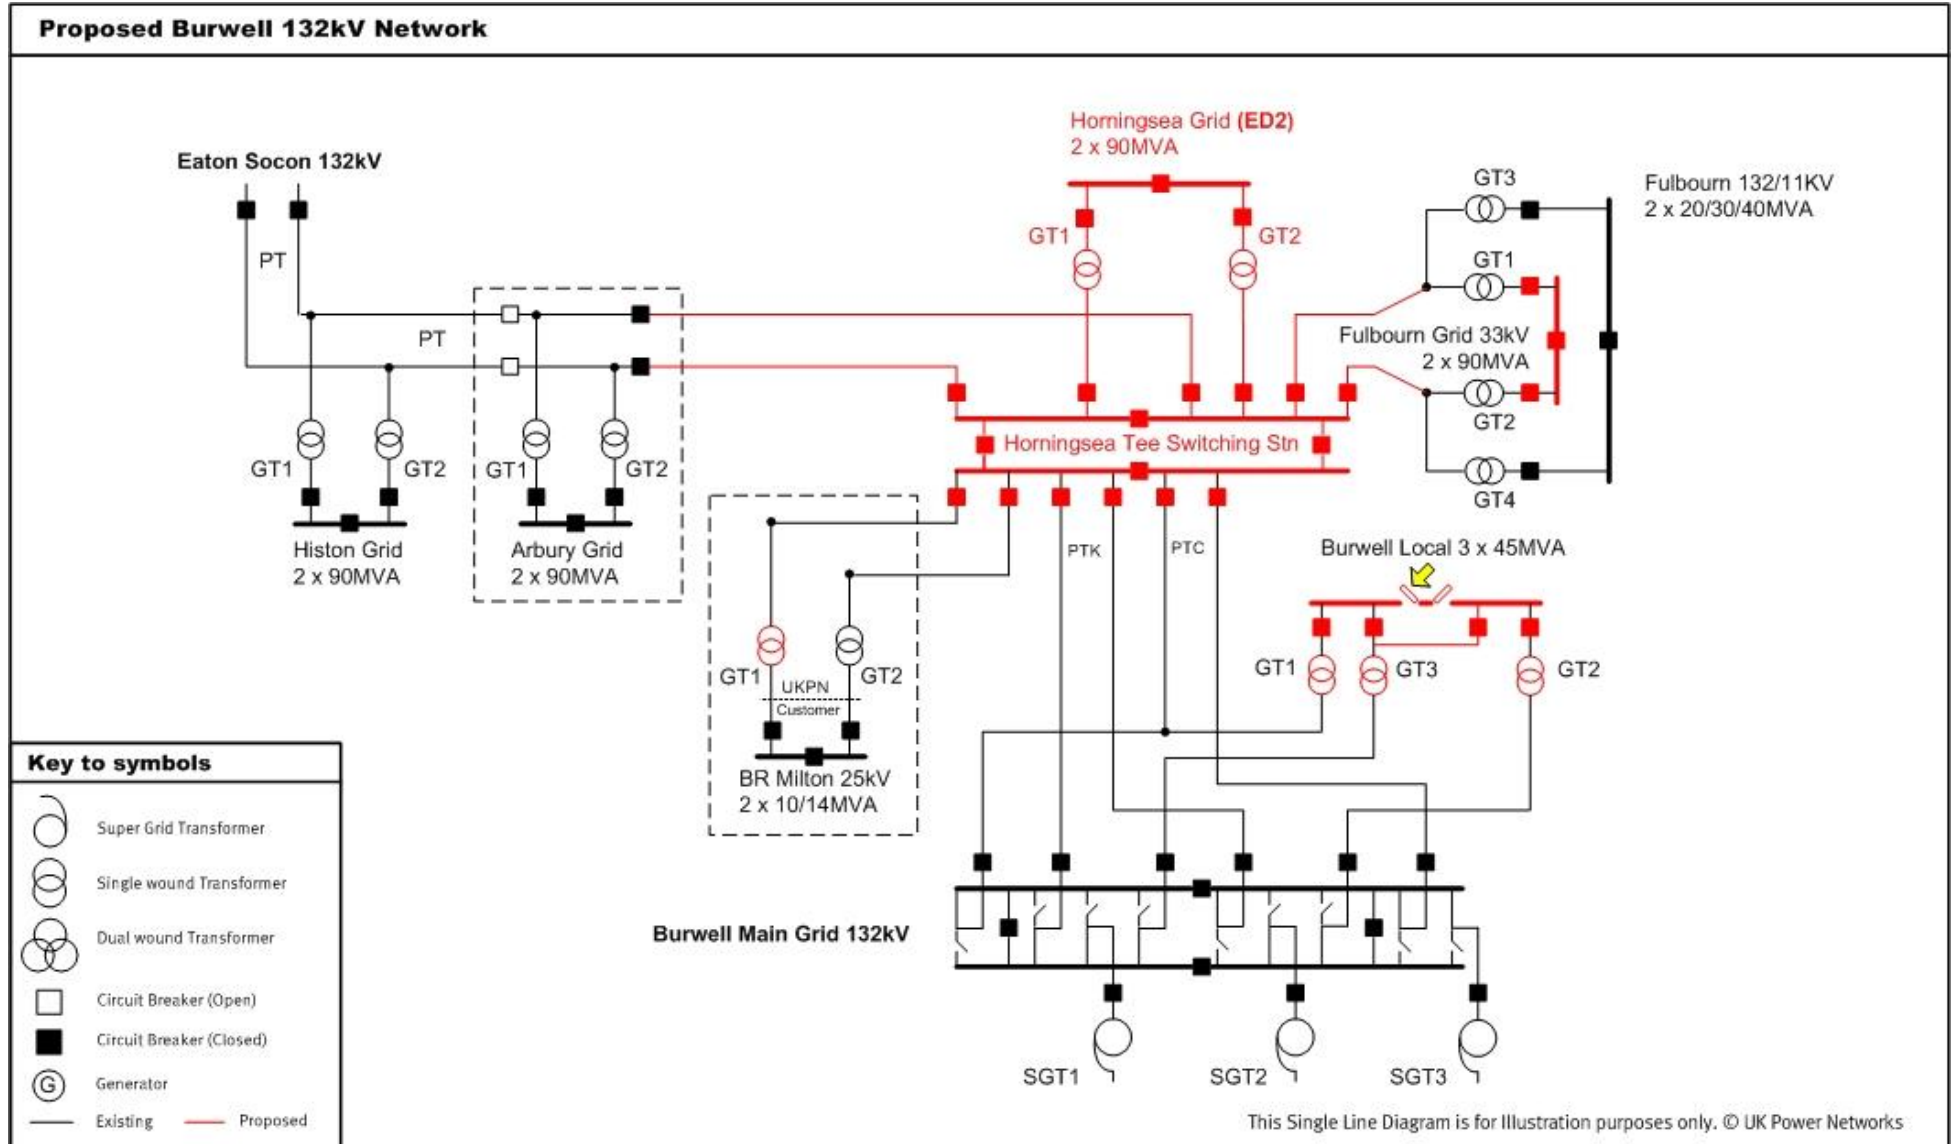 Proposed Burwell 132kV Network
Horningsea Grid (ED2)
2 x 90MVA
Eaton Socon 132kV
GT3
Fulbourn 132/11KV
2 x 20/30/40MVA
PT
GT1
GT2
GT1
PT
Fulbourn Grid 33kV
2 x 90MVA
GT2
Horningsea Tee Switching Stn
GT1
GT2
GT1
GT2
GT4
Histon Grid
2 x 90MVA
Arbury Grid
2 x 90MVA
PTK
PTC
Burwell Local 3 x 45MVA
GT1
GT2
GT1
GT3
GT2
UKPN
Customer
BR Milton 25kV
2 x 10/14MVA
Key to symbols
Super Grid Transformer
Single wound Transformer
Dual wound Transformer
Circuit Breaker (Open)
Circuit Breaker (Closed)
G Generator
Existing
Proposed
Burwell Main Grid 132kV
SGT1
SGT2
SGT3
This Single Line Diagram is for Illustration purposes only. © UK Power Networks